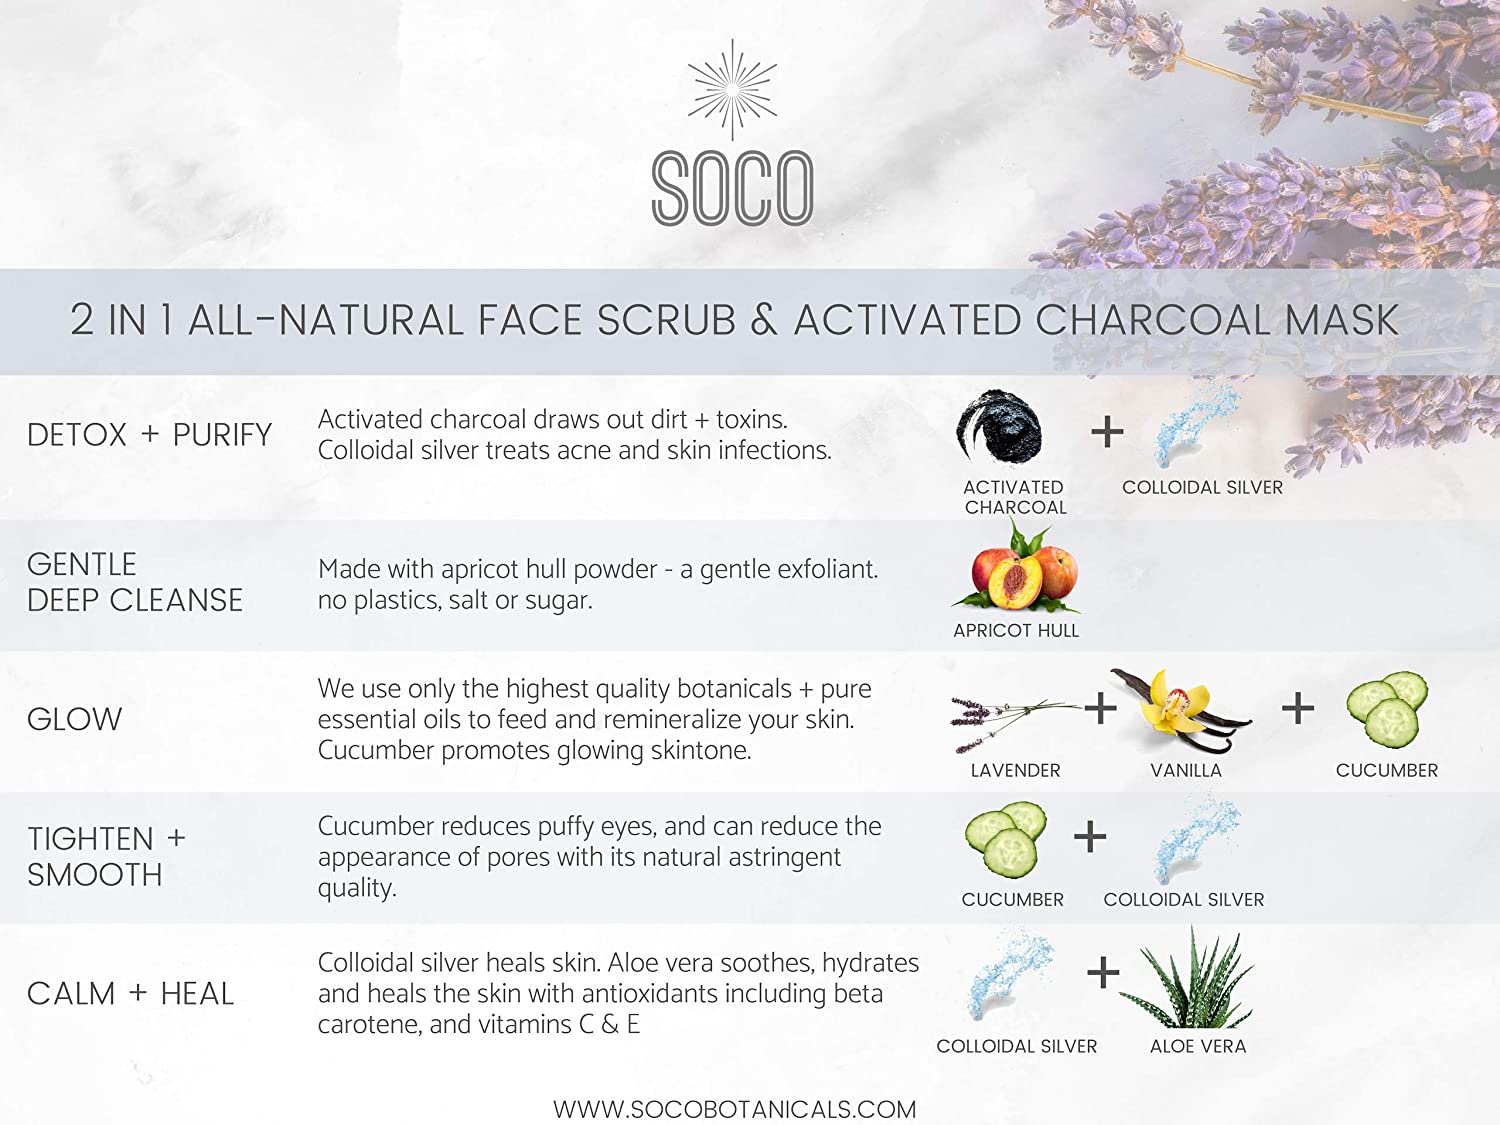 SOCO
2 IN 1 ALL-NATURAL FACE SCRUB & ACTIVATED CHARCOAL MASK
DETOX + PURIFY
Activated charcoal draws out dirt + toxins.
Colloidal silver treats acne and skin infections.
+
ACTIVATED
CHARCOAL
COLLOIDAL SILVER
GENTLE
DEEP CLEANSE
Made with apricot hull powder - a gentle exfoliant.
no plastics, salt or sugar.
APRICOT HULL
GLOW
We use only the highest quality botanicals + pure
essential oils to feed and remineralize your skin.
Cucumber promotes glowing skintone.
+ +
LAVENDER VANILLA CUCUMBER
TIGHTEN +
SMOOTH
Cucumber reduces puffy eyes, and can reduce the
appearance of pores with its natural astringent
quality.
+
CUCUMBER COLLOIDAL SILVER
CALM + HEAL
Colloidal silver heals skin. Aloe vera soothes, hydrates
and heals the skin with antioxidants including beta
carotene, and vitamins C & E
+
COLLOIDAL SILVER ALOE VERA
WWW.SOCOBOTANICALS.COM